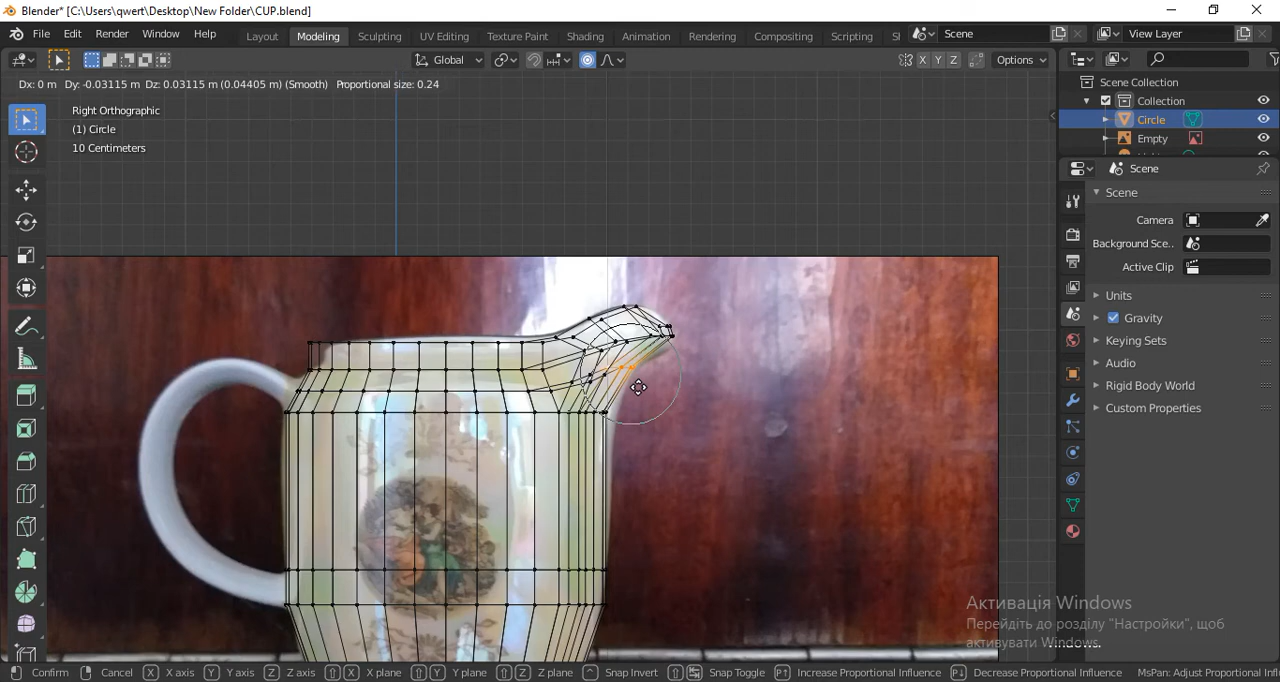 Blender* [C:\Users\qwert\Desktop\New Folder\CUP.blend]
File Edit Render Window Help Layout Modeling Sculpting UV Editing Texture Paint Shading Animation Rendering Compositing Scripting Scene View Layer
Global X Y Z Options
Dx: 0 m Dy: -0.03115 m Dz: 0.03115 m (0.04405 m) (Smooth) Proportional size: 0.24
Right Orthographic
(1) Circle
10 Centimeters
Scene Collection
Collection
Circle
Empty
Scene
Scene
Camera
Background Sce..
Active Clip
Units
Gravity
Keying Sets
Audio
Rigid Body World
Custom Properties
Активація Windows
Перейдіть до розділу "Настройки", щоб
активувати Windows.
Confirm Cancel X X axis Y Y axis Z Z axis X X plane Y Y plane Z Z plane Snap Invert Snap Toggle Increase Proportional Influence Decrease Proportional Influence MsPan: Adjust Proportional Infl